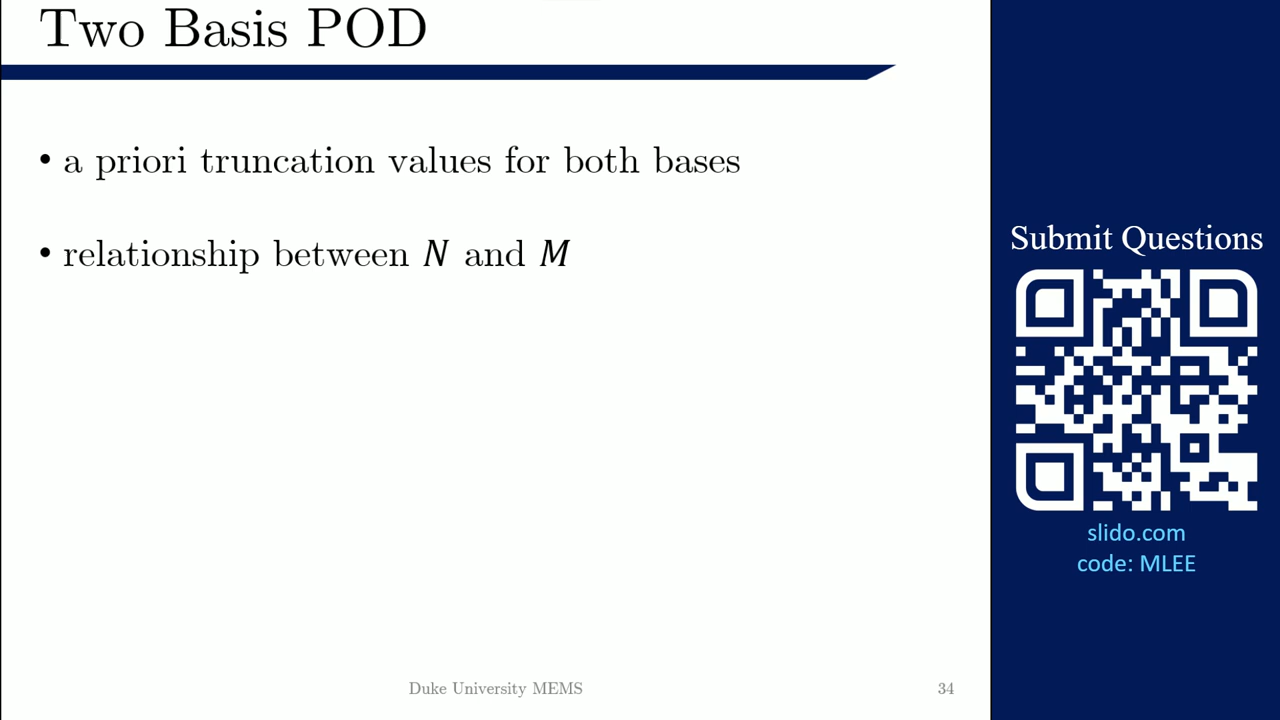 Two Basis POD
• a priori truncation values for both bases
• relationship between N and M
Submit Questions
slido.com
code: MLEE
Duke University MEMS
34